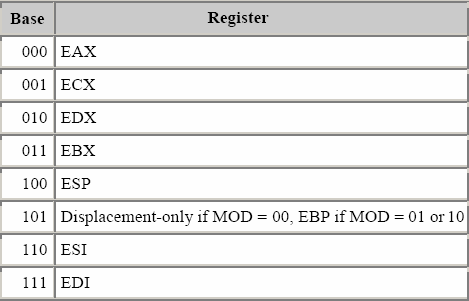 Base Register
000 EAX
001 ECX
010 EDX
011 EBX
100 ESP
101 Displacement-only if MOD = 00, EBP if MOD = 01 or 10
110 ESI
111 EDI